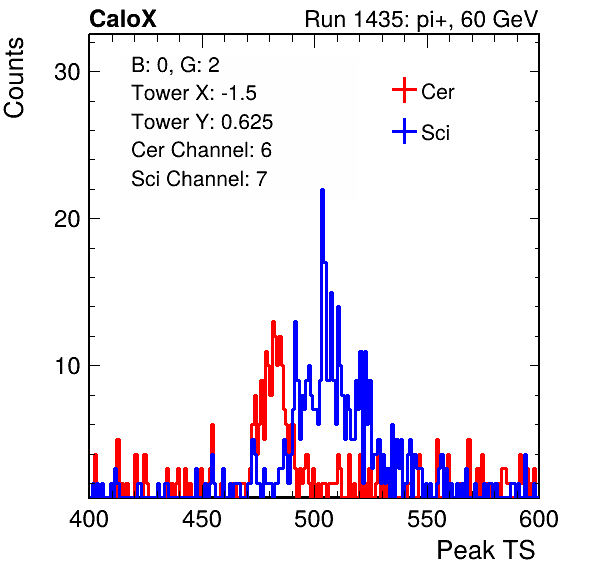 CaloX Run 1435: pi+, 60 GeV
Counts
B: 0, G: 2
Tower X: -1.5
Tower Y: 0.625
Cer Channel: 6
Sci Channel: 7
Cer
Sci
30
20
10
400 450 500 550 600
Peak TS